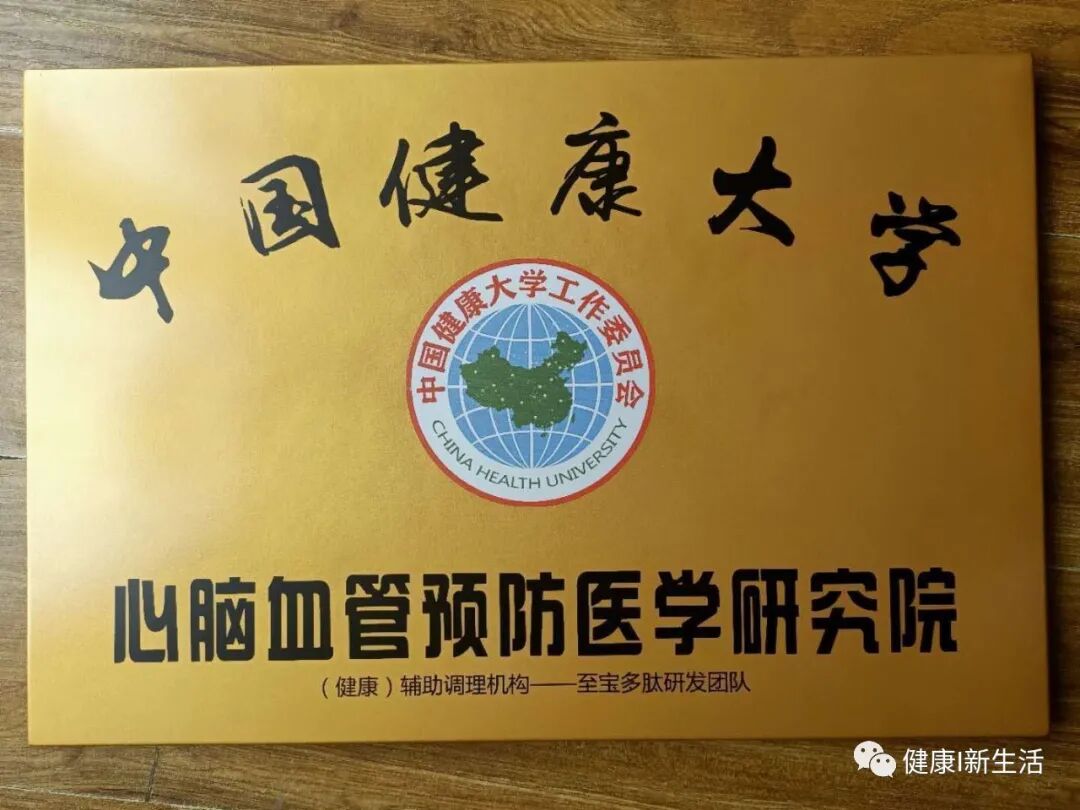 中国健康大学
中国健康大学工作委员会
CHINA HEALTH UNIVERSITY
心脑血管预防医学研究院
（健康）辅助调理机构——至宝多肽研发团队
健康I新生活